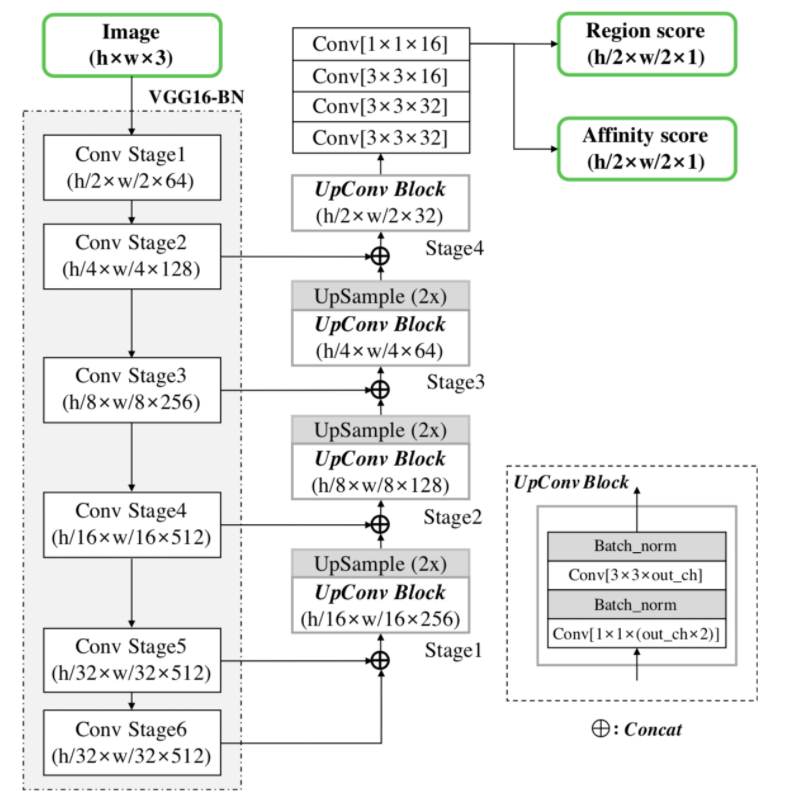 Image
(h×w×3)
VGG16-BN
Conv Stage1
(h/2×w/2×64)
Conv Stage2
(h/4×w/4×128)
Conv Stage3
(h/8×w/8×256)
Conv Stage4
(h/16×w/16×512)
Conv Stage5
(h/32×w/32×512)
Conv Stage6
(h/32×w/32×512)
Conv[1×1×16]
Conv[3×3×16]
Conv[3×3×32]
Conv[3×3×32]
UpConv Block
(h/2×w/2×32)
Stage4
UpSample (2x)
UpConv Block
(h/4×w/4×64)
Stage3
UpSample (2x)
UpConv Block
(h/8×w/8×128)
Stage2
UpSample (2x)
UpConv Block
(h/16×w/16×256)
Stage1
Region score
(h/2×w/2×1)
Affinity score
(h/2×w/2×1)
UpConv Block
Batch_norm
Conv[3×3×out_ch]
Batch_norm
Conv[1×1×(out_ch×2)]
⊕: Concat